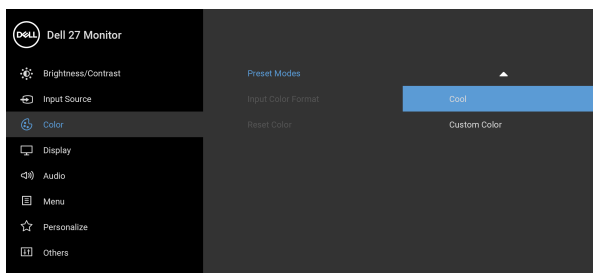 DELL Dell 27 Monitor
Brightness/Contrast
Input Source
Color
Display
Audio
Menu
Personalize
Others
Preset Modes
Input Color Format
Reset Color
Cool
Custom Color